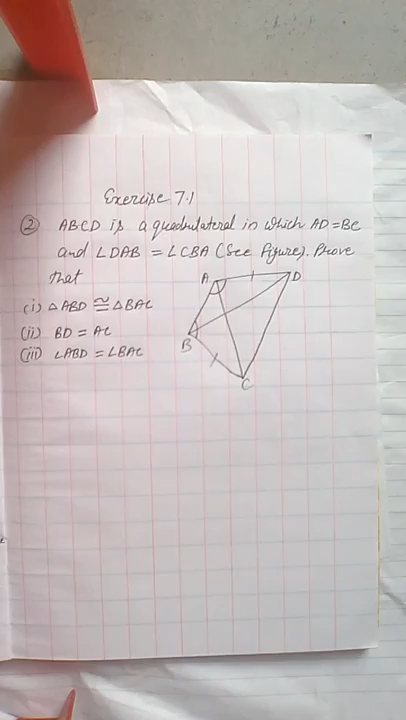 Exercise 7.1
② ABCD is a quadulateral in which AD = BC
and ∠DAB = ∠CBA (See figure). Prove
that
(i) △ABD ≅ △BAC
(ii) BD = AC
(iii) ∠ABD = ∠BAC
A D
B
C